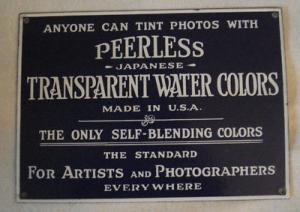 ANYONE CAN TINT PHOTOS WITH
PEERLESS
JAPANESE
TRANSPARENT WATER COLORS
MADE IN U.S.A.
THE ONLY SELF-BLENDING COLORS
THE STANDARD
FOR ARTISTS AND PHOTOGRAPHERS
EVERYWHERE